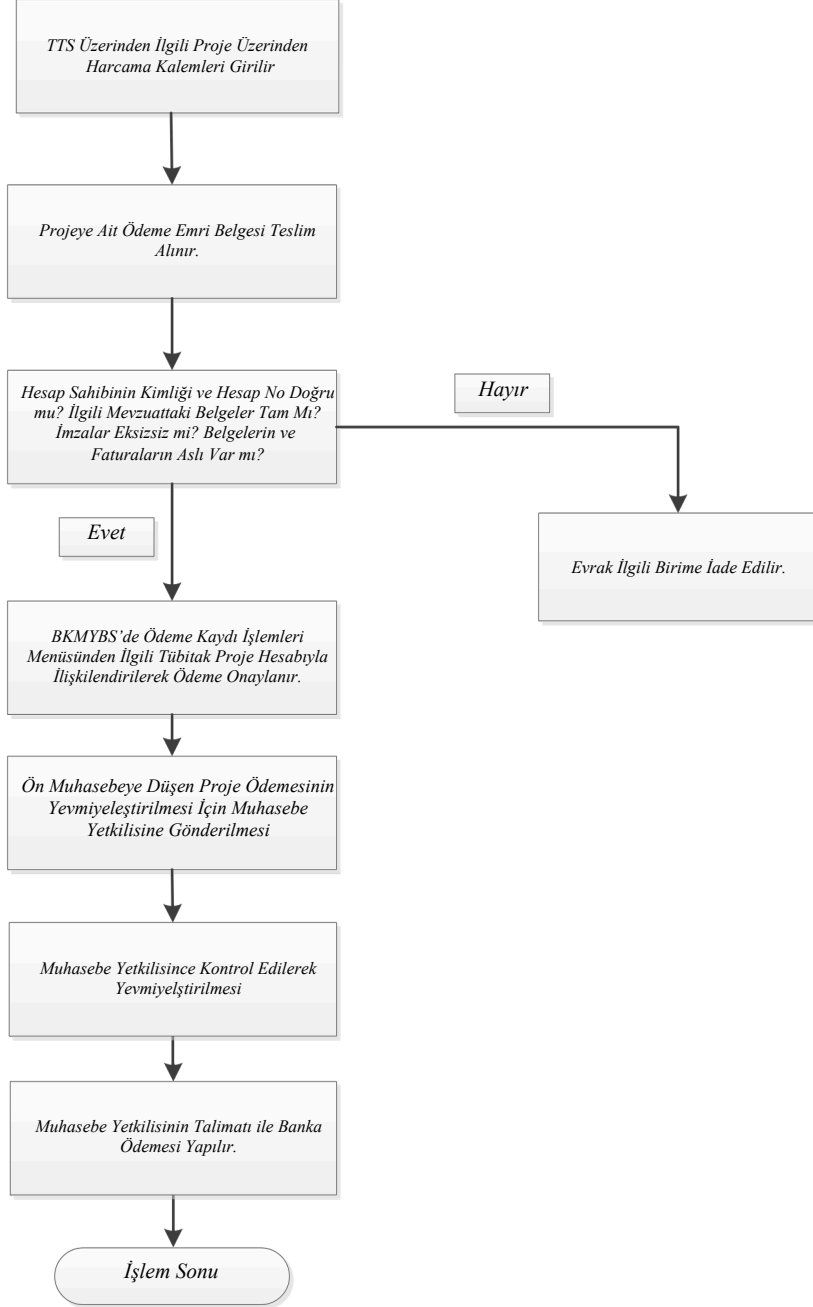 TTS Üzerinden İlgili Proje Üzerinden
Harcama Kalemleri Girilir
Projeye Ait Ödeme Emri Belgesi Teslim
Alınır.
Hesap Sahibinin Kimliği ve Hesap No Doğru
mu? İlgili Mevzuattaki Belgeler Tam Mı?
İmzalar Eksizsiz mi? Belgelerin ve
Faturaların Aslı Var mı?
Hayır
Evet
Evrak İlgili Birime İade Edilir.
BKMYBS’de Ödeme Kaydı İşlemleri
Menüsünden İlgili Tübitak Proje Hesabıyla
İlişkilendirilerek Ödeme Onaylanır.
Ön Muhasebeye Düşen Proje Ödemesinin
Yevmiyeleştirilmesi İçin Muhasebe
Yetkilisine Gönderilmesi
Muhasebe Yetkilisince Kontrol Edilerek
Yevmiyelştirilmesi
Muhasebe Yetkilisinin Talimatı ile Banka
Ödemesi Yapılır.
İşlem Sonu